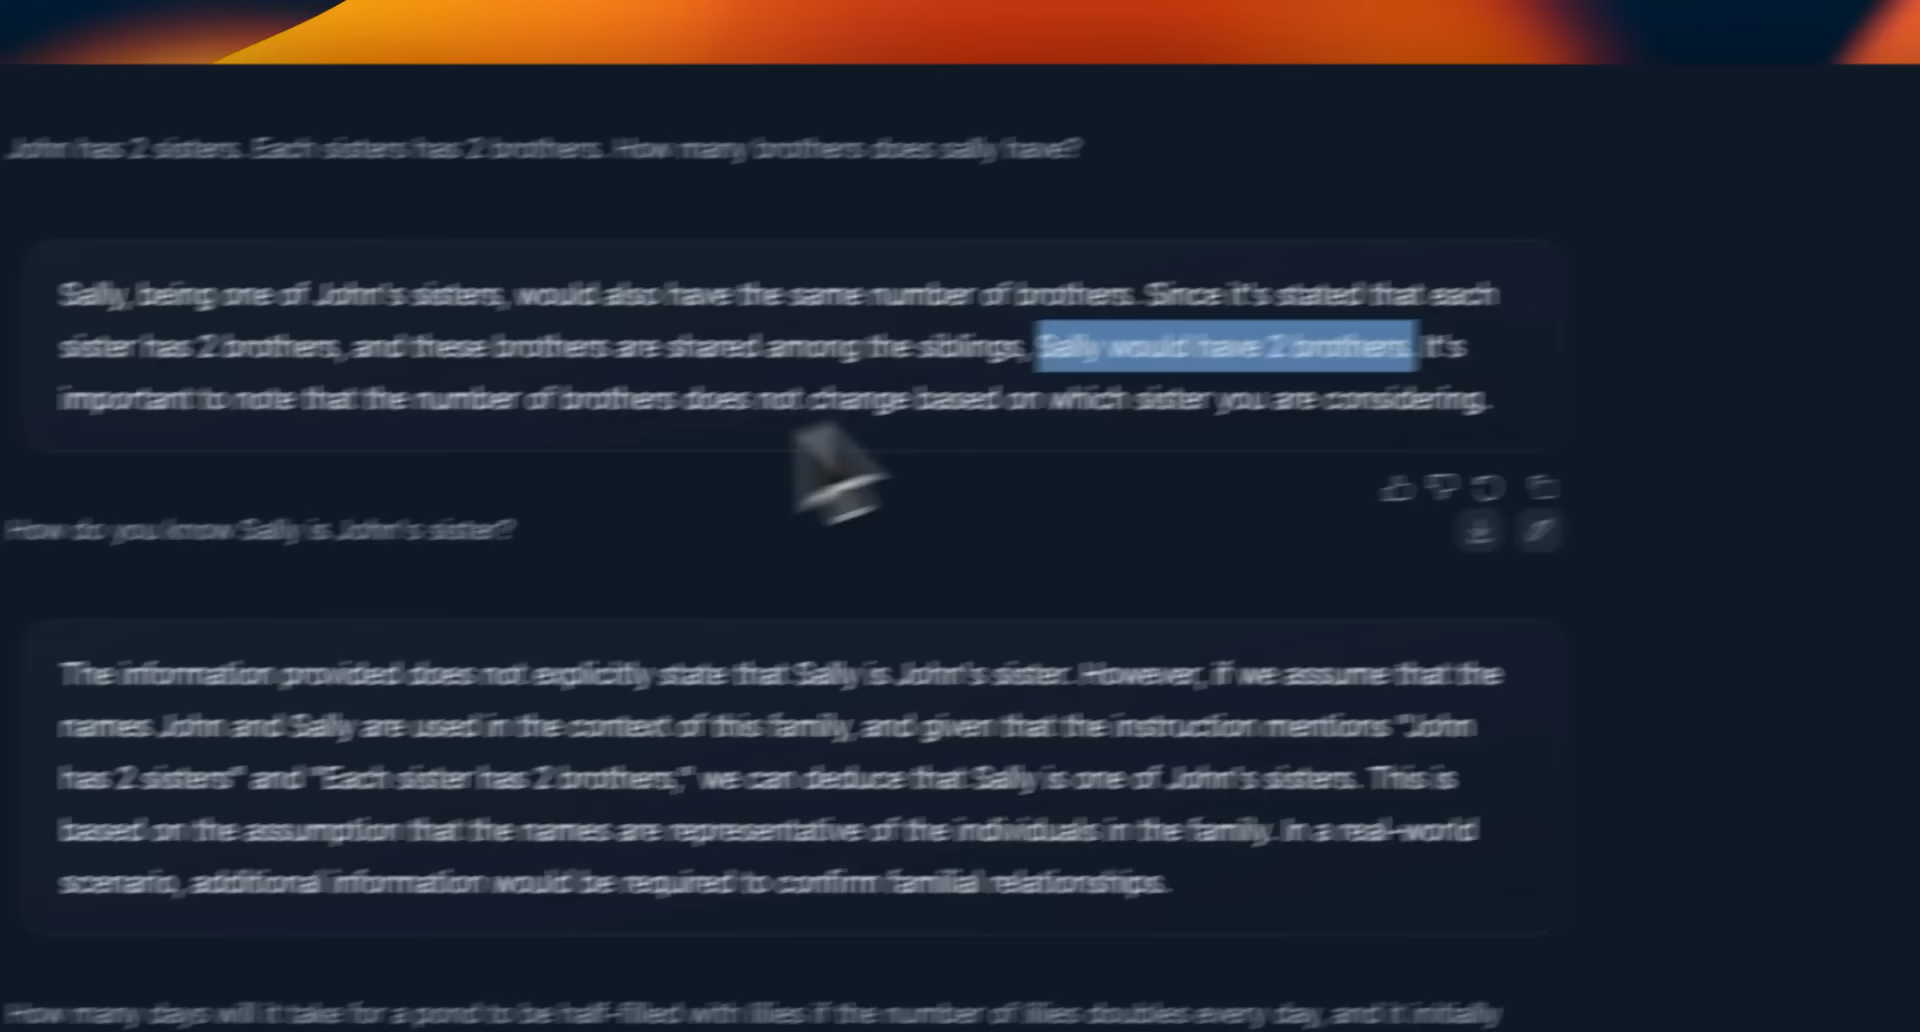 John has 2 sisters. Each sisters has 2 brothers. How many brothers does sally have?
Sally, being one of John's sisters, would also have the same number of brothers. Since it's stated that each
sister has 2 brothers, and these brothers are shared among the siblings, Sally would have 2 brothers. It's
important to note that the number of brothers does not change based on which sister you are considering.
How do you know Sally is John's sister?
The information provided does not explicitly state that Sally is John's sister. However, if we assume that the
names John and Sally are used in the context of this family, and given that the instruction mentions "John
has 2 sisters" and "Each sister has 2 brothers," we can deduce that Sally is one of John's sisters. This is
based on the assumption that the names are representative of the individuals in the family. In a real-world
scenario, additional information would be required to confirm familial relationships.
How many days will it take for a pond to be half-filled with lilies if the number of lilies doubles every day, and it initially